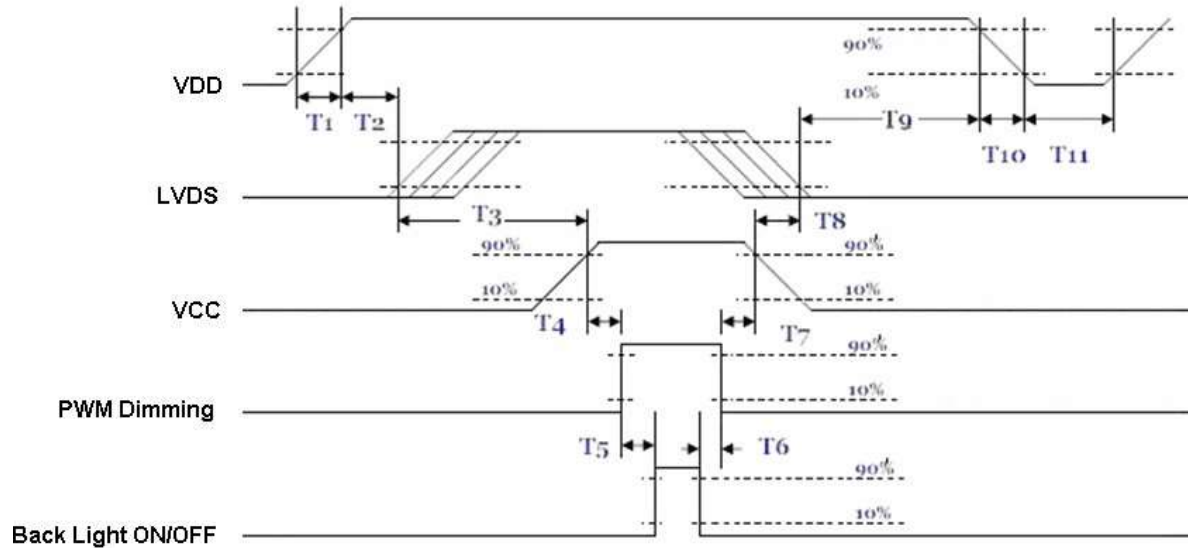 90%
VDD
10%
T1 T2 T9
T10 T11
LVDS
T3 T8
90% 90%
10% 10%
VCC
T4 T7
90%
10%
PWM Dimming
T5 T6
90%
10%
Back Light ON/OFF